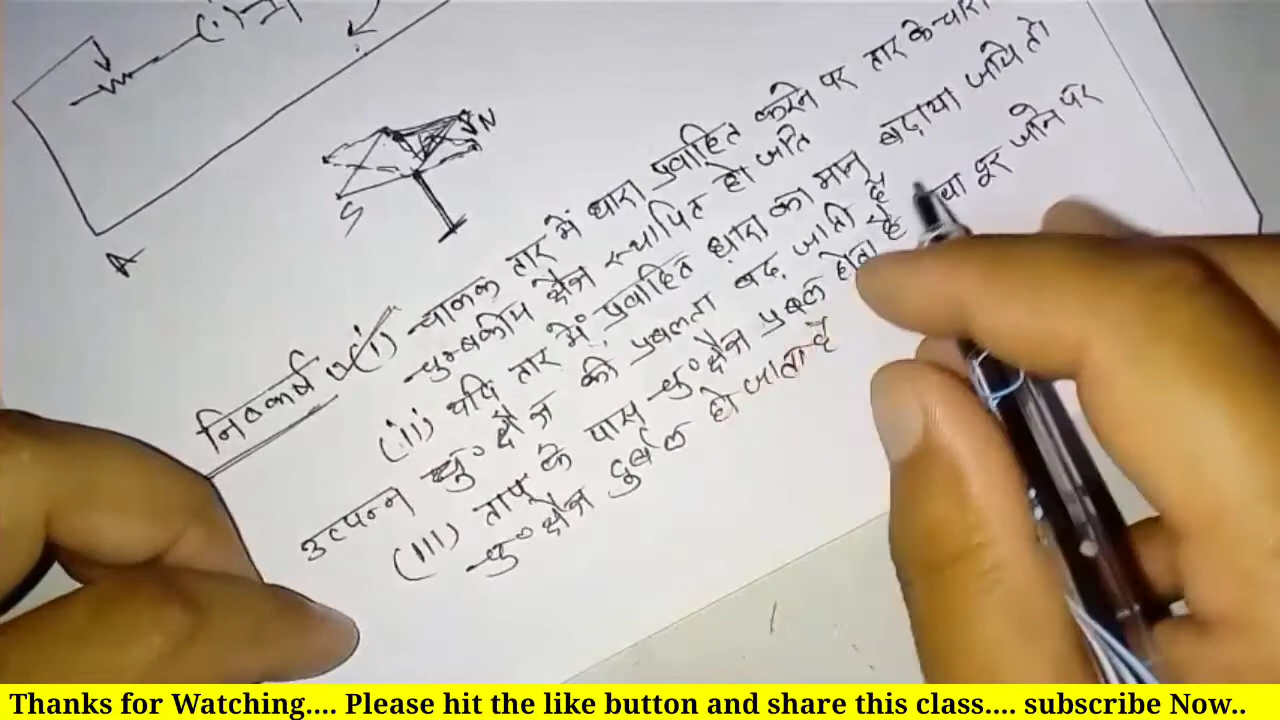 A
S
N
निष्कर्ष (i) चालक तार में धारा प्रवाहित करने पर तार के चारो
चुम्बकीय क्षेत्र स्थापित हो जाते
(ii) यदि तार में प्रवाहित धारा का मान बढ़ाया जाये तो
उत्पन्न चु० क्षेत्र की प्रबलता बढ़ जाती है
(iii) तार के पास चु० क्षेत्र प्रबल होता है दूर जाने पर
चु० क्षेत्र दुर्बल हो जाता है
Thanks for Watching.... Please hit the like button and share this class.... subscribe Now..